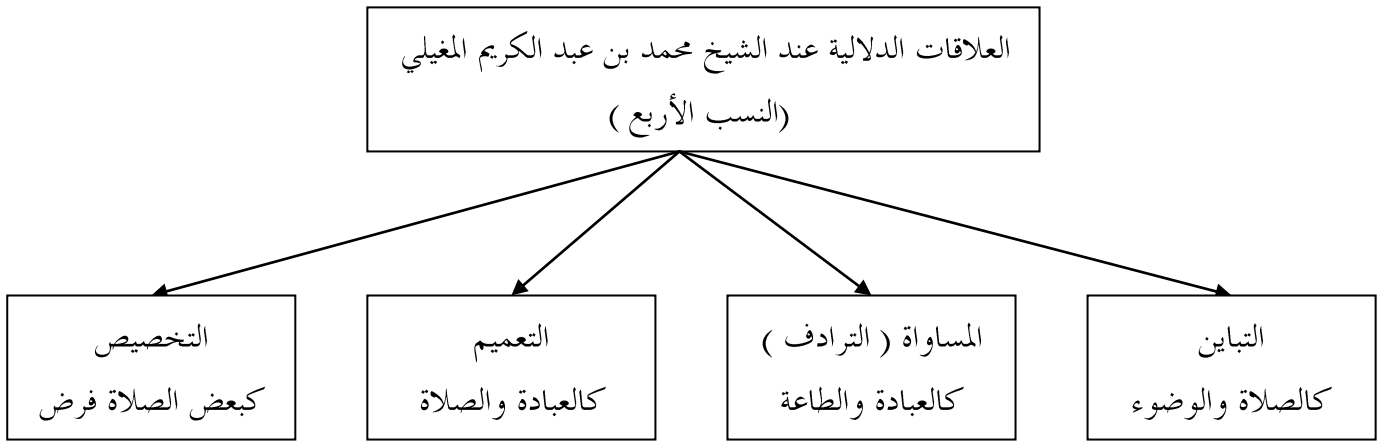 العلاقات الدلالية عند الشيخ محمد بن عبد الكريم المغيلي
(النسب الأربع )
التباين
كالصلاة والوضوء
المساواة ( الترادف )
كالعبادة والطاعة
التعميم
كالعبادة والصلاة
التخصيص
كبعض الصلاة فرض